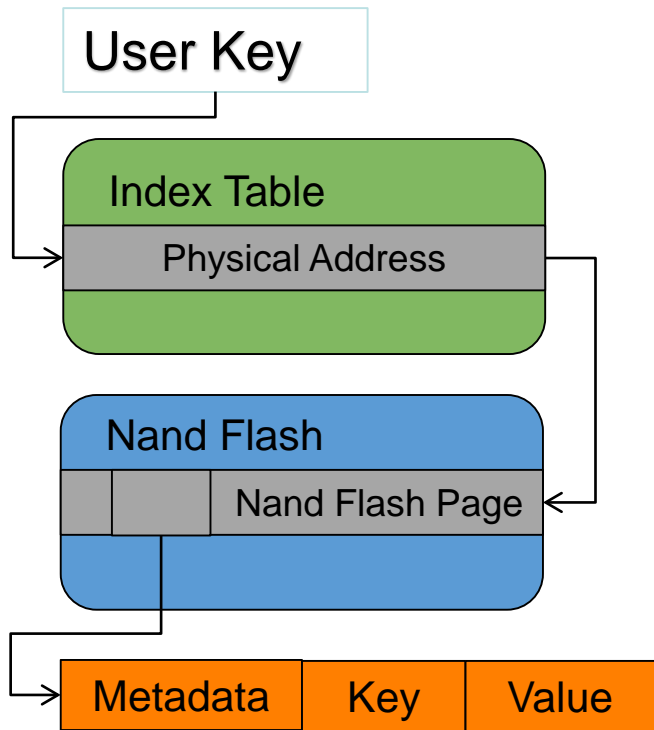 User Key
Index Table
Physical Address
Nand Flash
Nand Flash Page
Metadata Key Value